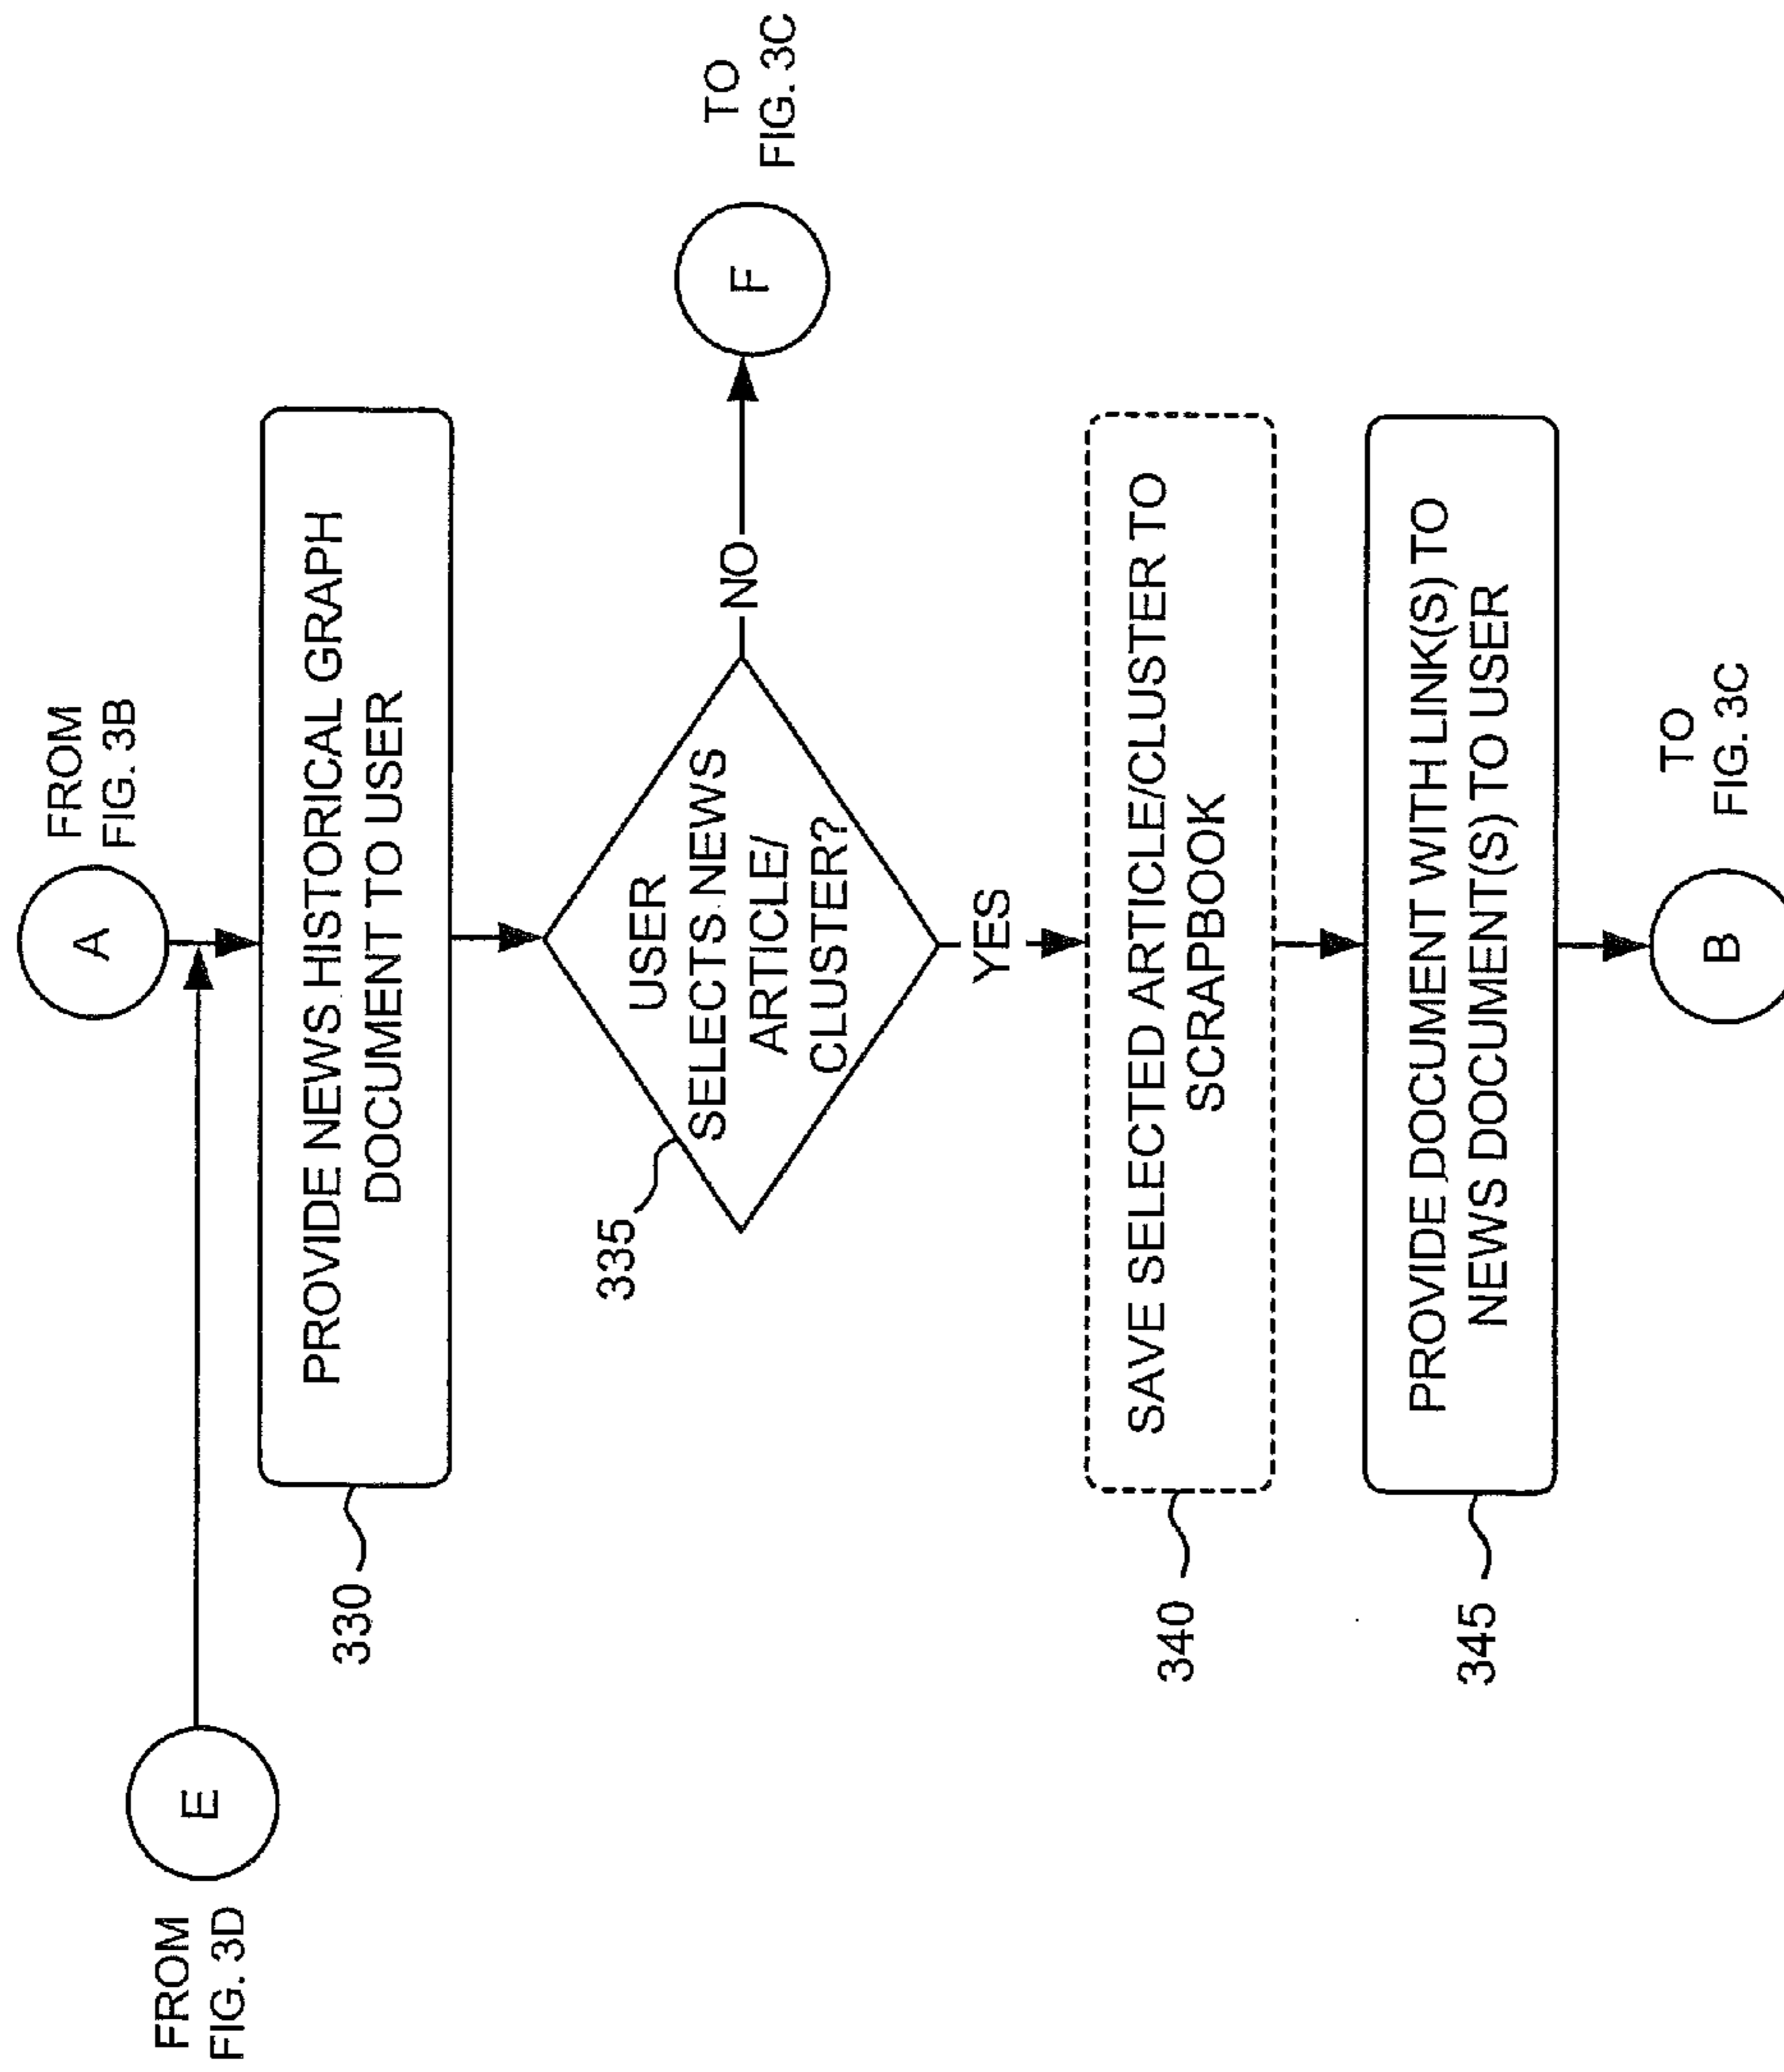 FROM
FIG. 3B
A
FROM
FIG. 3D
E
PROVIDE NEWS HISTORICAL GRAPH
DOCUMENT TO USER
330
USER
SELECTS NEWS
ARTICLE/
CLUSTER?
335
NO
F
TO
FIG. 3C
YES
SAVE SELECTED ARTICLE/CLUSTER TO
SCRAPBOOK
340
PROVIDE DOCUMENT WITH LINK(S) TO
NEWS DOCUMENT(S) TO USER
345
B
TO
FIG. 3C